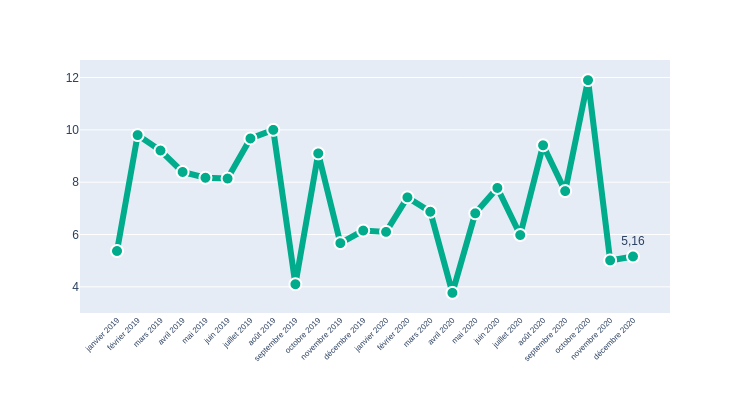 12
10
8
6
4
5,16
janvier 2019
février 2019
mars 2019
avril 2019
mai 2019
juin 2019
juillet 2019
août 2019
septembre 2019
octobre 2019
novembre 2019
décembre 2019
janvier 2020
février 2020
mars 2020
avril 2020
mai 2020
juin 2020
juillet 2020
août 2020
septembre 2020
octobre 2020
novembre 2020
décembre 2020